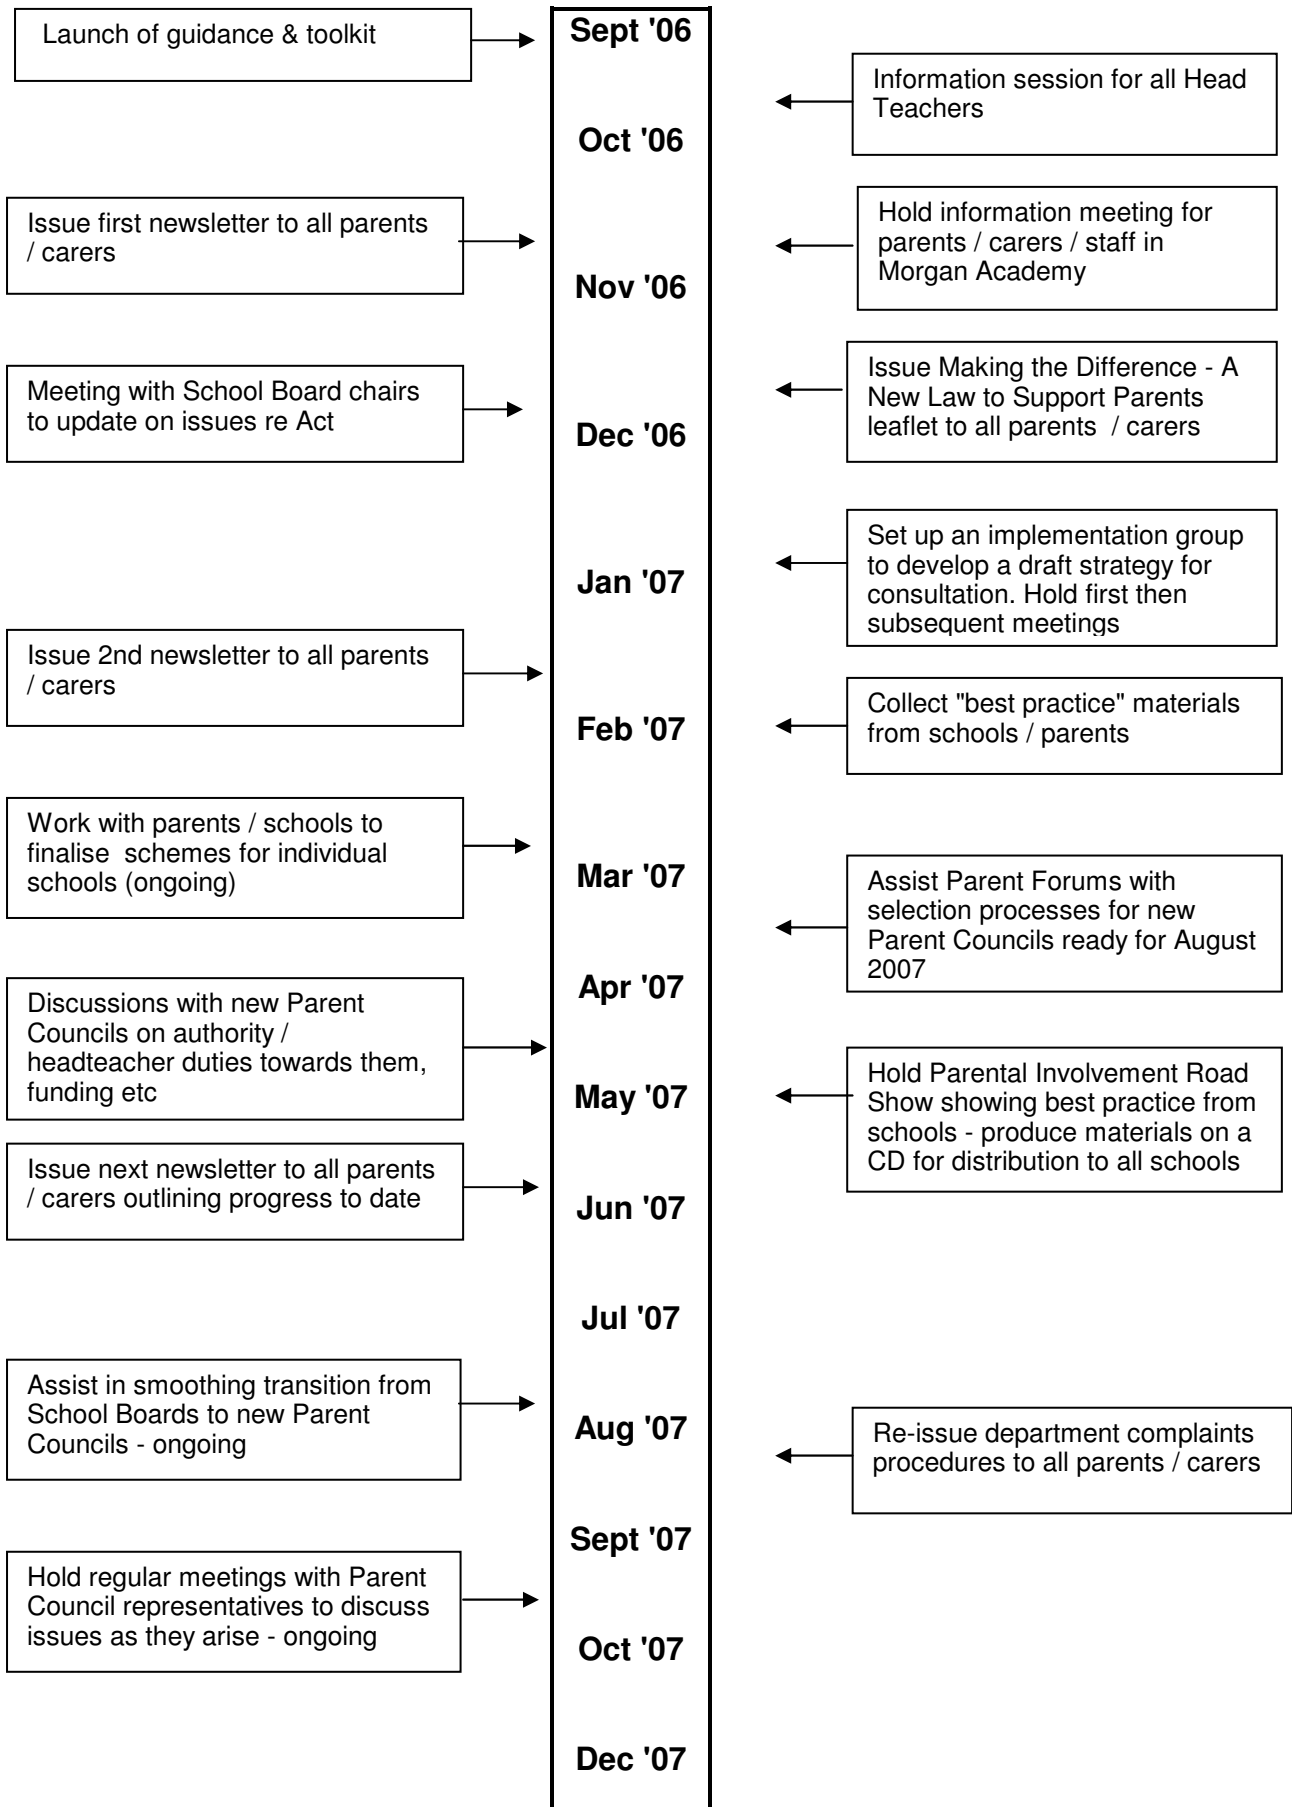 Launch of guidance & toolkit
Sept '06
Information session for all Head
Teachers
Oct '06
Issue first newsletter to all parents
/ carers
Hold information meeting for
parents / carers / staff in
Morgan Academy
Nov '06
Meeting with School Board chairs
to update on issues re Act
Issue Making the Difference - A
New Law to Support Parents
leaflet to all parents / carers
Dec '06
Set up an implementation group
to develop a draft strategy for
consultation. Hold first then
subsequent meetings
Jan '07
Issue 2nd newsletter to all parents
/ carers
Feb '07
Collect "best practice" materials
from schools / parents
Work with parents / schools to
finalise schemes for individual
schools (ongoing)
Mar '07
Assist Parent Forums with
selection processes for new
Parent Councils ready for August
2007
Apr '07
Discussions with new Parent
Councils on authority /
headteacher duties towards them,
funding etc
May '07
Hold Parental Involvement Road
Show showing best practice from
schools - produce materials on a
CD for distribution to all schools
Issue next newsletter to all parents
/ carers outlining progress to date
Jun '07
Jul '07
Assist in smoothing transition from
School Boards to new Parent
Councils - ongoing
Aug '07
Re-issue department complaints
procedures to all parents / carers
Sept '07
Hold regular meetings with Parent
Council representatives to discuss
issues as they arise - ongoing
Oct '07
Dec '07